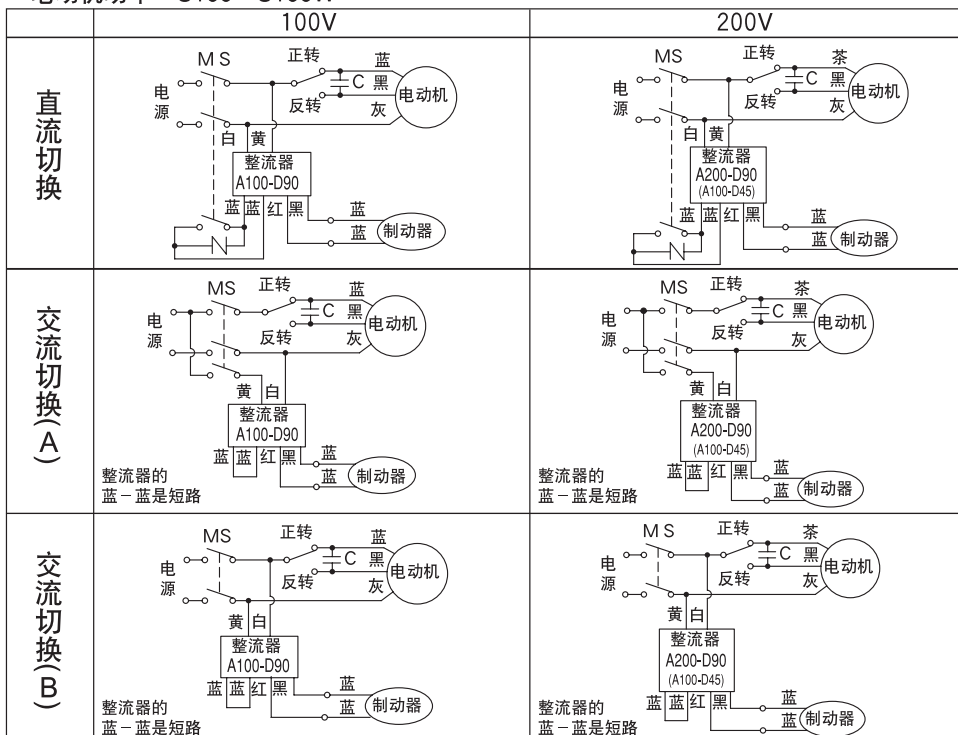 100V
200V
直流切换
MS
正转
蓝
电源
C
黑
电动机
反转
灰
白
黄
整流器
A100-D90
蓝 蓝 红 黑
蓝
蓝
制动器
N
MS
正转
茶
电源
C
黑
电动机
反转
灰
白
黄
整流器
A200-D90
(A100-D45)
蓝 蓝 红 黑
蓝
蓝
制动器
N
交流切换(A)
MS
正转
蓝
电源
C
黑
电动机
反转
灰
黄
白
整流器
A100-D90
蓝 蓝 红 黑
蓝
蓝
制动器
整流器的
蓝－蓝是短路
MS
正转
茶
电源
C
黑
电动机
反转
灰
黄
白
整流器
A200-D90
(A100-D45)
蓝 蓝 红 黑
蓝
蓝
制动器
整流器的
蓝－蓝是短路
交流切换(B)
MS
正转
蓝
电源
C
黑
电动机
反转
灰
黄
白
整流器
A100-D90
蓝 蓝 红 黑
蓝
蓝
制动器
整流器的
蓝－蓝是短路
MS
正转
茶
电源
C
黑
电动机
反转
灰
黄
白
整流器
A200-D90
(A100-D45)
蓝 蓝 红 黑
蓝
蓝
制动器
整流器的
蓝－蓝是短路